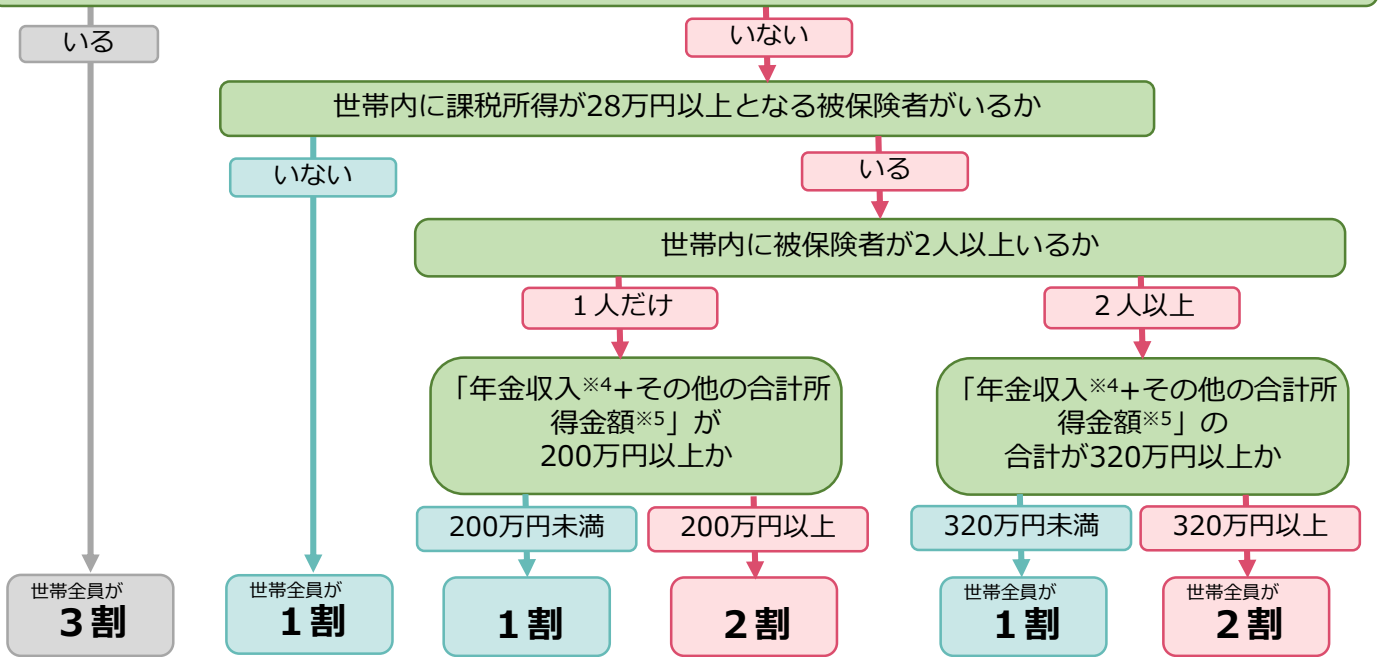 いる
いない
世帯内に課税所得が28万円以上となる被保険者がいるか
いない
いる
世帯内に被保険者が2人以上いるか
１人だけ
２人以上
「年金収入※4+その他の合計所
得金額※5」が
200万円以上か
「年金収入※4+その他の合計所
得金額※5」の
合計が320万円以上か
200万円未満
200万円以上
320万円未満
320万円以上
世帯全員が
３割
世帯全員が
１割
１割
２割
世帯全員が
１割
世帯全員が
２割